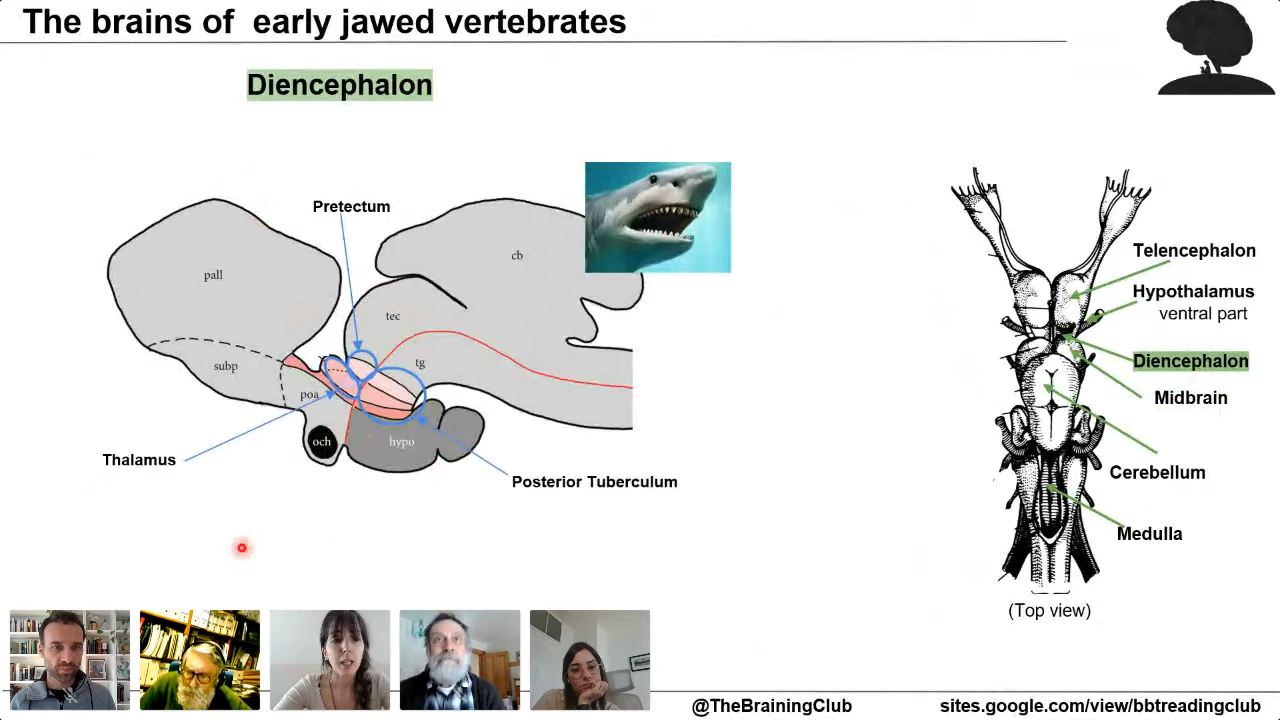 The brains of early jawed vertebrates
Diencephalon
Pretectum
pall
cb
tec
tg
subp
poa
och
hypo
Thalamus
Posterior Tuberculum
Telencephalon
Hypothalamus
ventral part
Diencephalon
Midbrain
Cerebellum
Medulla
(Top view)
@TheBrainingClub
sites.google.com/view/bbtreadingclub